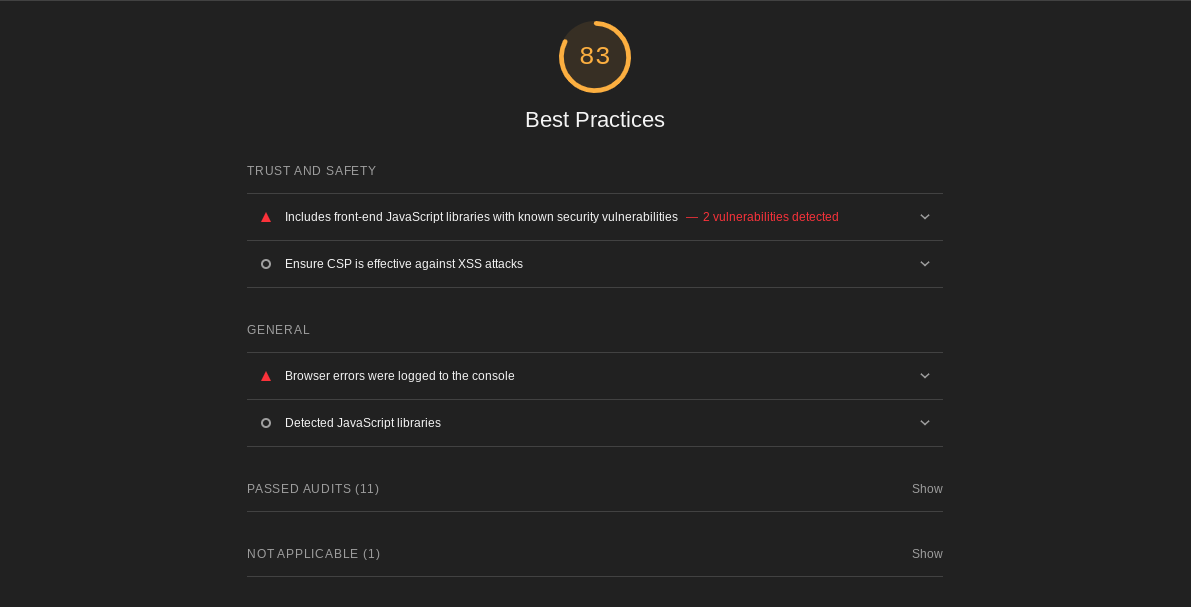 83
Best Practices
TRUST AND SAFETY
Includes front-end JavaScript libraries with known security vulnerabilities — 2 vulnerabilities detected
Ensure CSP is effective against XSS attacks
GENERAL
Browser errors were logged to the console
Detected JavaScript libraries
PASSED AUDITS (11) Show
NOT APPLICABLE (1) Show